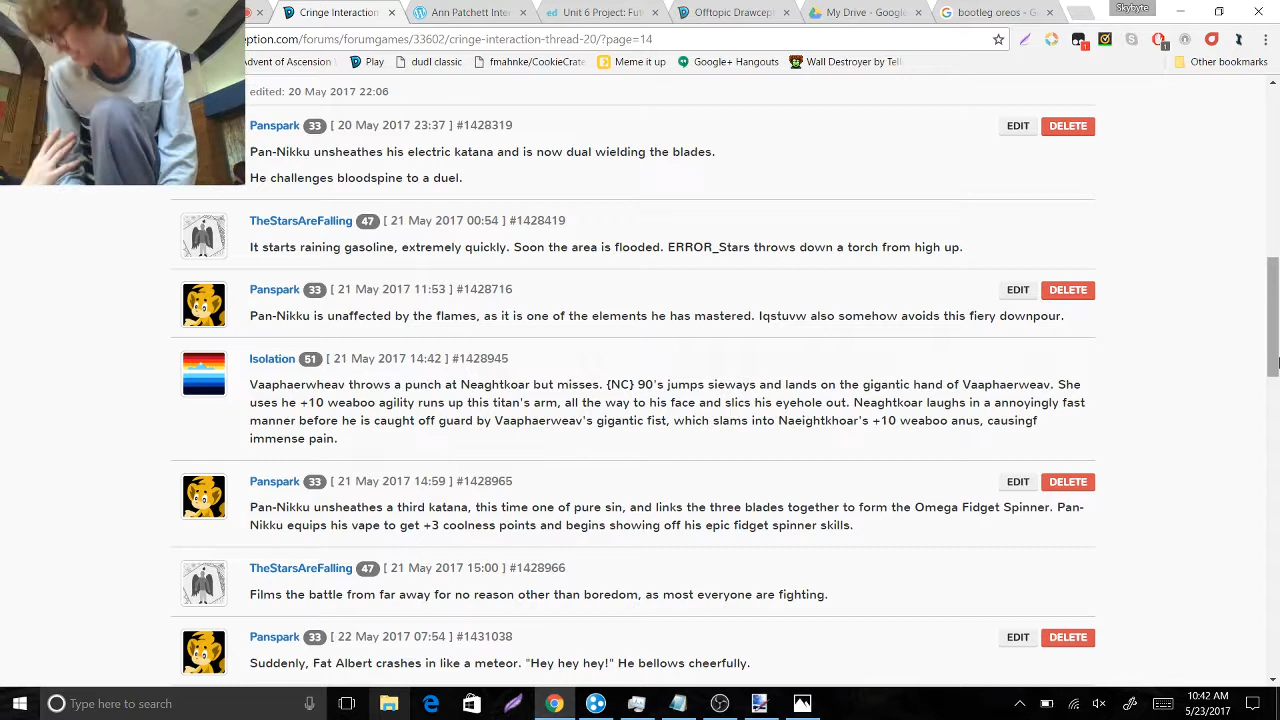 Skybyte
Cringe Interaction
Ann Patchett Inter
Unit 6 Project: Fut
Offtopic Drawcept
My Drive - Google
bootleg oreos - G
ption.com/forums/forumgames/33602/cringe-interaction-thread-20/?page=14
dvent of Ascension
Play
dudl classic
fmahnke/CookieCrate
Meme it up
Google+ Hangouts
Wall Destroyer by Tell
Other bookmarks
edited: 20 May 2017 22:06
Panspark 33 [ 20 May 2017 23:37 ] #1428319 EDIT DELETE
Pan-Nikku unsheathes his electric katana and is now dual wielding the blades.
He challenges bloodspine to a duel.
TheStarsAreFalling 47 [ 21 May 2017 00:54 ] #1428419
It starts raining gasoline, extremely quickly. Soon the area is flooded. ERROR_Stars throws down a torch from high up.
Panspark 33 [ 21 May 2017 11:53 ] #1428716 EDIT DELETE
Pan-Nikku is unaffected by the flames, as it is one of the elements he has mastered. Iqstuvw also somehow avoids this fiery downpour.
Isolation 51 [ 21 May 2017 14:42 ] #1428945
Vaaphaerwheav throws a punch at Neaghtkoar but misses. {NC} 90's jumps sieways and lands on the gigantic hand of Vaaphaerweav. She
uses he +10 weaboo agility runs up this titan's arm, all the way to his face and slics his eyehole out. Neaghtkoar laughs in a annoyingly fast
manner before he is caught off guard by Vaaphaerweav's gigantic fist, which slams into Naeightkhoar's +10 weaboo anus, causingf
immense pain.
Panspark 33 [ 21 May 2017 14:59 ] #1428965 EDIT DELETE
Pan-Nikku unsheathes a third katana, this time one of pure sin, and links the three blades together to form the Omega Fidget Spinner. Pan-
Nikku equips his vape to get +3 coolness points and begins showing off his epic fidget spinner skills.
TheStarsAreFalling 47 [ 21 May 2017 15:00 ] #1428966
Films the battle from far away for no reason other than boredom, as most everyone are fighting.
Panspark 33 [ 22 May 2017 07:54 ] #1431038 EDIT DELETE
Suddenly, Fat Albert crashes in like a meteor. "Hey hey hey!" He bellows cheerfully.
Type here to search
10:42 AM
5/23/2017